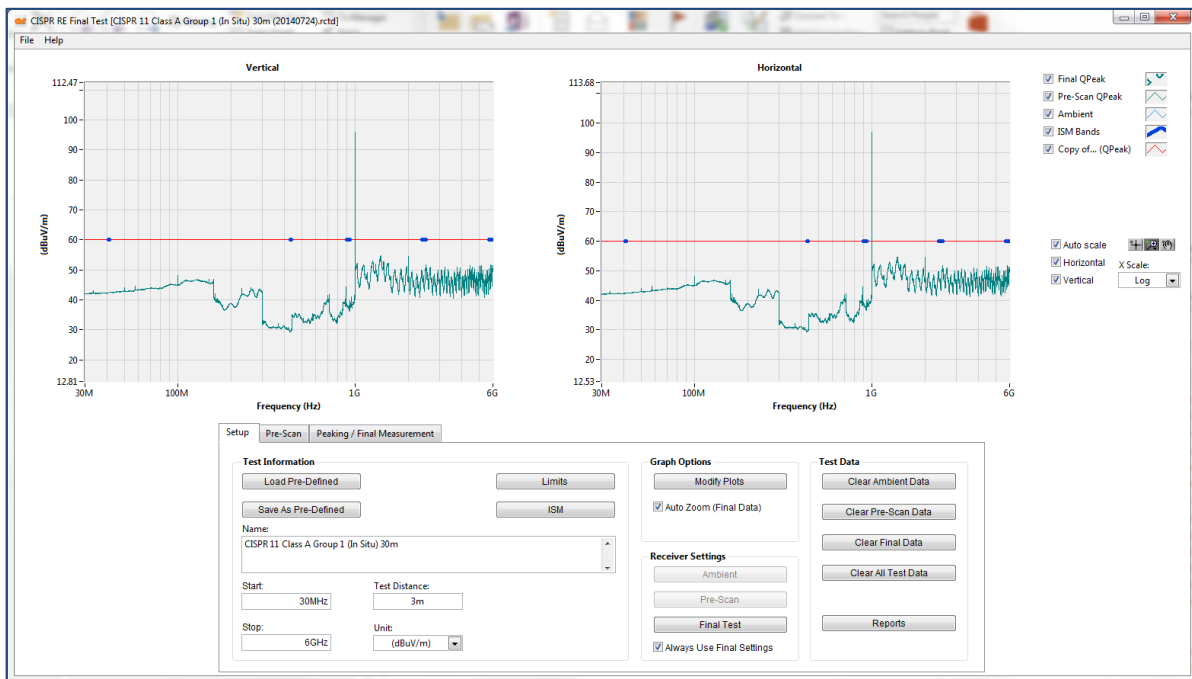 CISPR RE Final Test [CISPR 11 Class A Group 1 (In Situ) 30m (20140724).rctd]
File Help
Vertical
112.47
100
90
80
70
60
50
40
30
20
12.81
(dBuV/m)
30M 100M 1G 6G
Frequency (Hz)
Horizontal
113.68
100
90
80
70
60
50
40
30
20
12.53
(dBuV/m)
30M 100M 1G 6G
Frequency (Hz)
Final QPeak
Pre-Scan QPeak
Ambient
ISM Bands
Copy of... (QPeak)
Auto scale
Horizontal
Vertical
X Scale:
Log
Setup Pre-Scan Peaking / Final Measurement
Test Information
Load Pre-Defined
Limits
Save As Pre-Defined
ISM
Name:
CISPR 11 Class A Group 1 (In Situ) 30m
Start:
30MHz
Test Distance:
3m
Stop:
6GHz
Unit:
(dBuV/m)
Graph Options
Modify Plots
Auto Zoom (Final Data)
Receiver Settings
Ambient
Pre-Scan
Final Test
Always Use Final Settings
Test Data
Clear Ambient Data
Clear Pre-Scan Data
Clear Final Data
Clear All Test Data
Reports